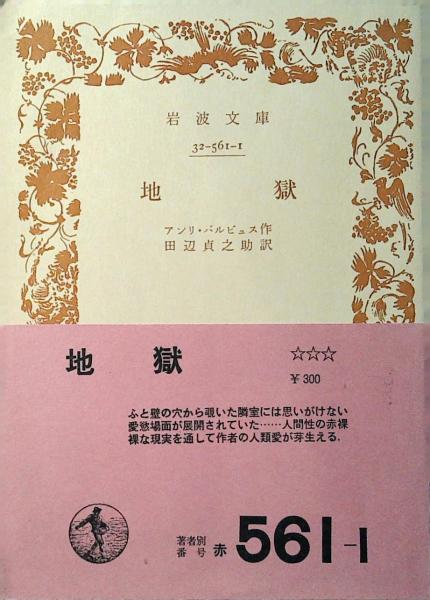 岩波文庫
32-561-1
地獄
アンリ・バルビュス作
田辺貞之助訳
地獄
☆☆☆
¥300
ふと壁の穴から覗いた隣室には思いがけない
愛慾場面が展開されていた……人間性の赤裸
裸な現実を通して作者の人類愛が芽生える.
著者別
番号 赤 561-1